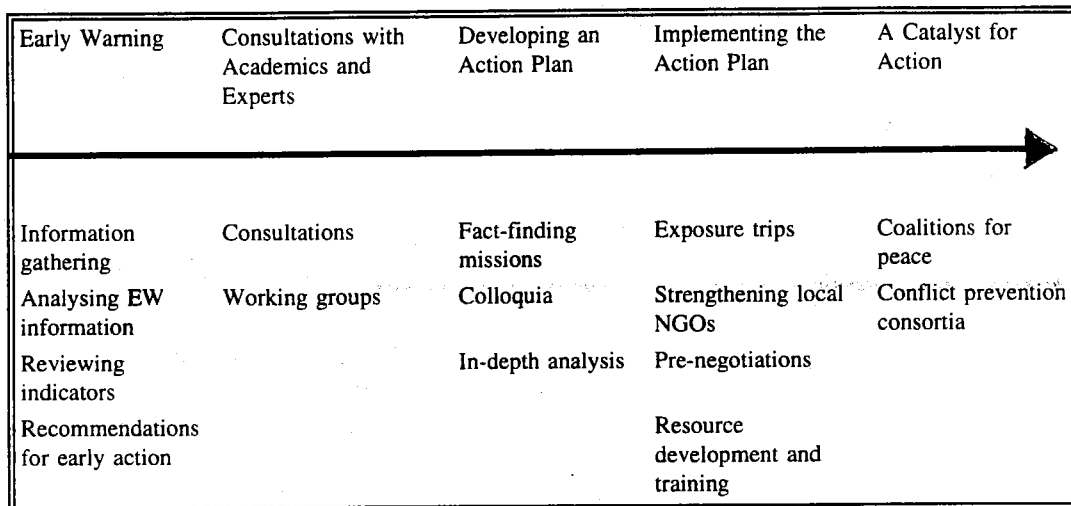 Early Warning
Consultations with
Academics and
Experts
Developing an
Action Plan
Implementing the
Action Plan
A Catalyst for
Action
Information
gathering
Consultations
Fact-finding
missions
Exposure trips
Coalitions for
peace
Analysing EW
information
Working groups
Colloquia
Strengthening local
NGOs
Conflict prevention
consortia
Reviewing
indicators
In-depth analysis
Pre-negotiations
Recommendations
for early action
Resource
development and
training